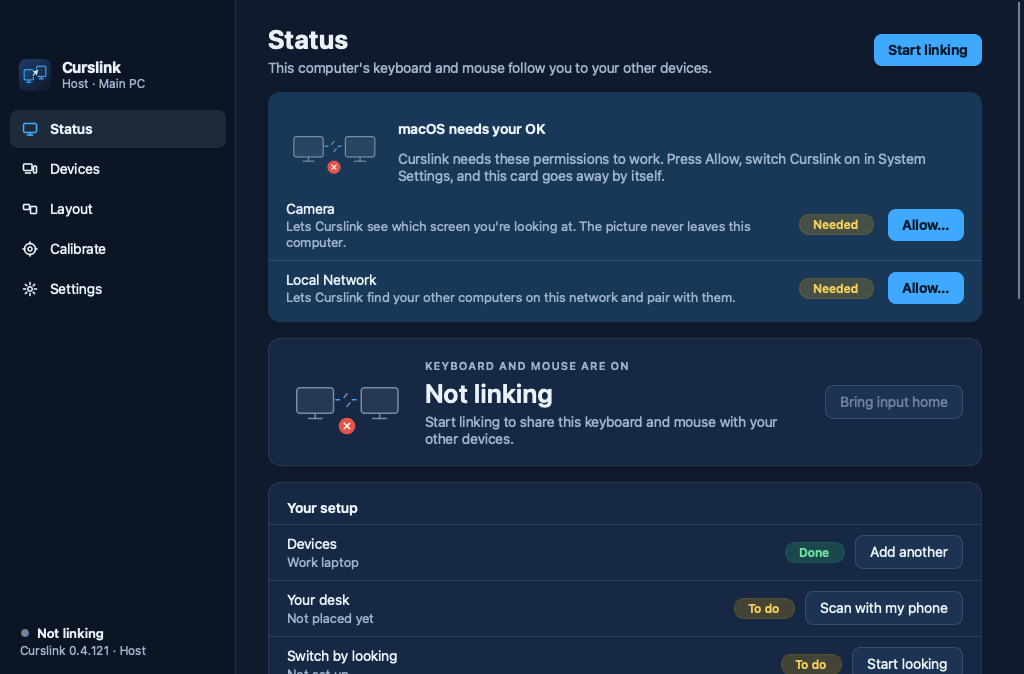 Curslink
Host · Main PC
Status
Devices
Layout
Calibrate
Settings
Not linking
Curslink 0.4.121 · Host
Status
This computer's keyboard and mouse follow you to your other devices.
Start linking
macOS needs your OK
Curslink needs these permissions to work. Press Allow, switch Curslink on in System
Settings, and this card goes away by itself.
Camera
Lets Curslink see which screen you're looking at. The picture never leaves this
computer.
Needed
Allow...
Local Network
Lets Curslink find your other computers on this network and pair with them.
Needed
Allow...
KEYBOARD AND MOUSE ARE ON
Not linking
Start linking to share this keyboard and mouse with your
other devices.
Bring input home
Your setup
Devices
Work laptop
Done
Add another
Your desk
Not placed yet
To do
Scan with my phone
Switch by looking
Not set up
To do
Start looking